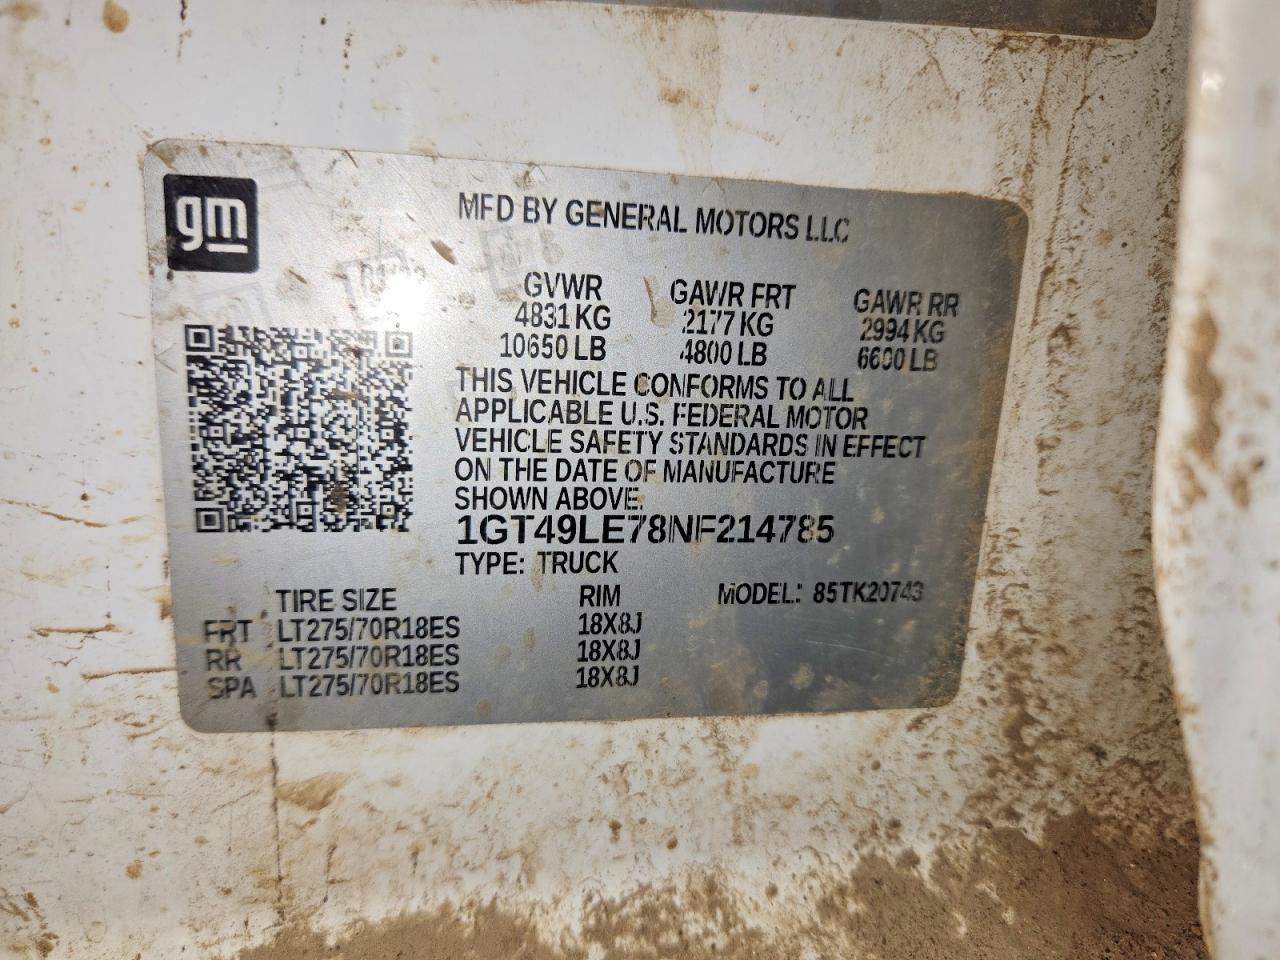 gm
MFD BY GENERAL MOTORS LLC
GVWR GAWR FRT GAWR RR
4831 KG 2177 KG 2994 KG
10650 LB 4800 LB 6600 LB
THIS VEHICLE CONFORMS TO ALL
APPLICABLE U.S. FEDERAL MOTOR
VEHICLE SAFETY STANDARDS IN EFFECT
ON THE DATE OF MANUFACTURE
SHOWN ABOVE.
1GT49LE78NF214785
TYPE: TRUCK
TIRE SIZE RIM MODEL: 85TK20743
FRT LT275/70R18ES 18X8J
RR LT275/70R18ES 18X8J
SPA LT275/70R18ES 18X8J